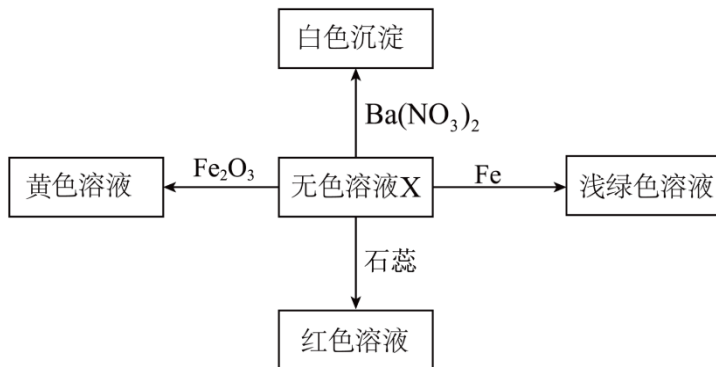 白色沉淀
Ba(NO₃)₂
黄色溶液
Fe₂O₃
无色溶液X
Fe
浅绿色溶液
石蕊
红色溶液